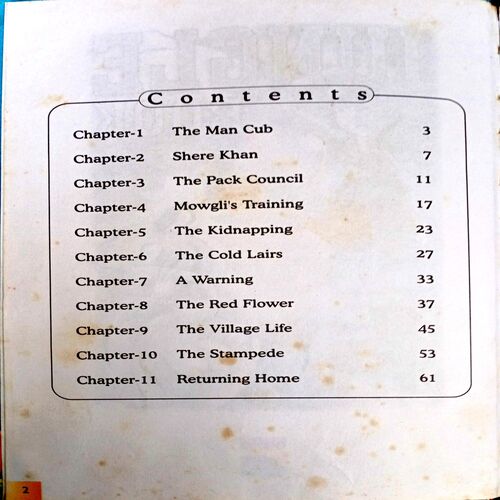 Contents
Chapter-1 The Man Cub 3
Chapter-2 Shere Khan 7
Chapter-3 The Pack Council 11
Chapter-4 Mowgli's Training 17
Chapter-5 The Kidnapping 23
Chapter-6 The Cold Lairs 27
Chapter-7 A Warning 33
Chapter-8 The Red Flower 37
Chapter-9 The Village Life 45
Chapter-10 The Stampede 53
Chapter-11 Returning Home 61
2